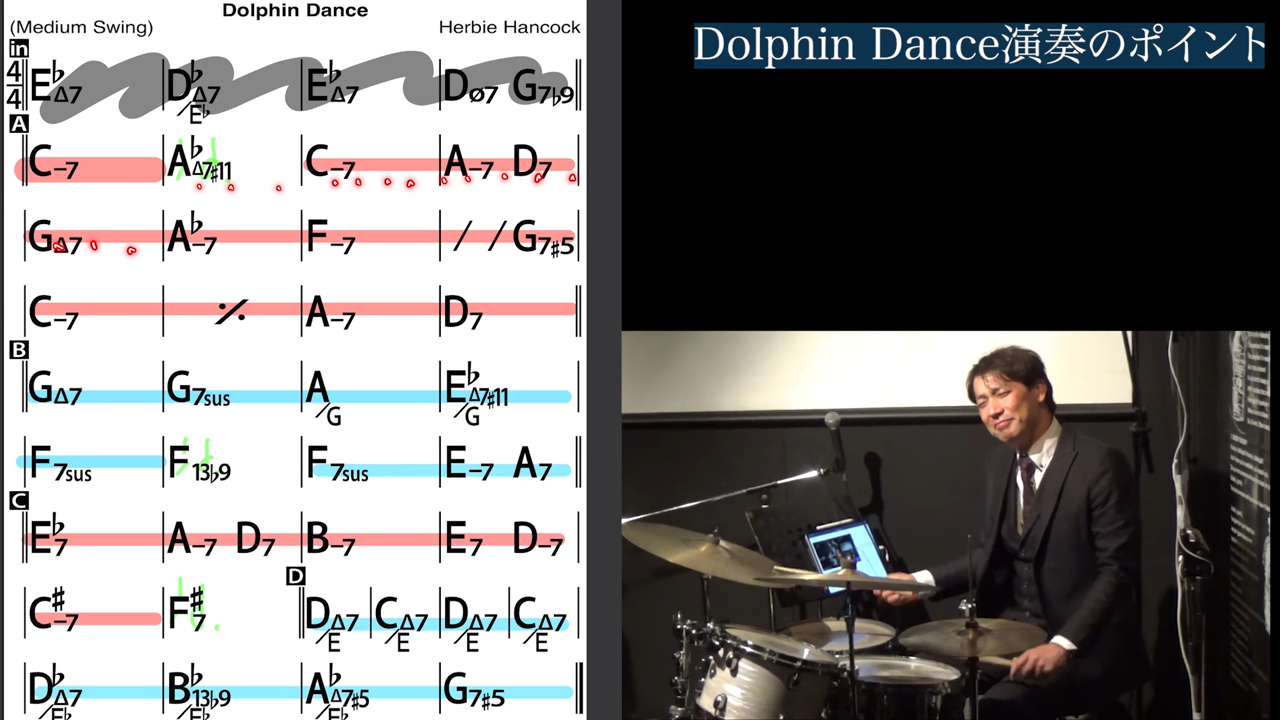 Dolphin Dance
(Medium Swing) Herbie Hancock
in
4/4 E♭Δ7 D♭Δ7/E♭ E♭Δ7 Dø7 G7♭9
A
C-7 A♭Δ7♯11 C-7 A-7 D7
GΔ7 A♭-7 F-7 / / G7♯5
C-7 ٪ A-7 D7
B
GΔ7 G7sus A/G E♭Δ7♯11/G
F7sus F13♭9 F7sus E-7 A7
C
E♭7 A-7 D7 B-7 E7 D-7
D
C♯-7 F♯7 DΔ7/E CΔ7/E DΔ7/E CΔ7/E
D♭Δ7/E♭ B♭13♭9/E♭ A♭Δ7♯5/E♭ G7♯5
Dolphin Dance演奏のポイント